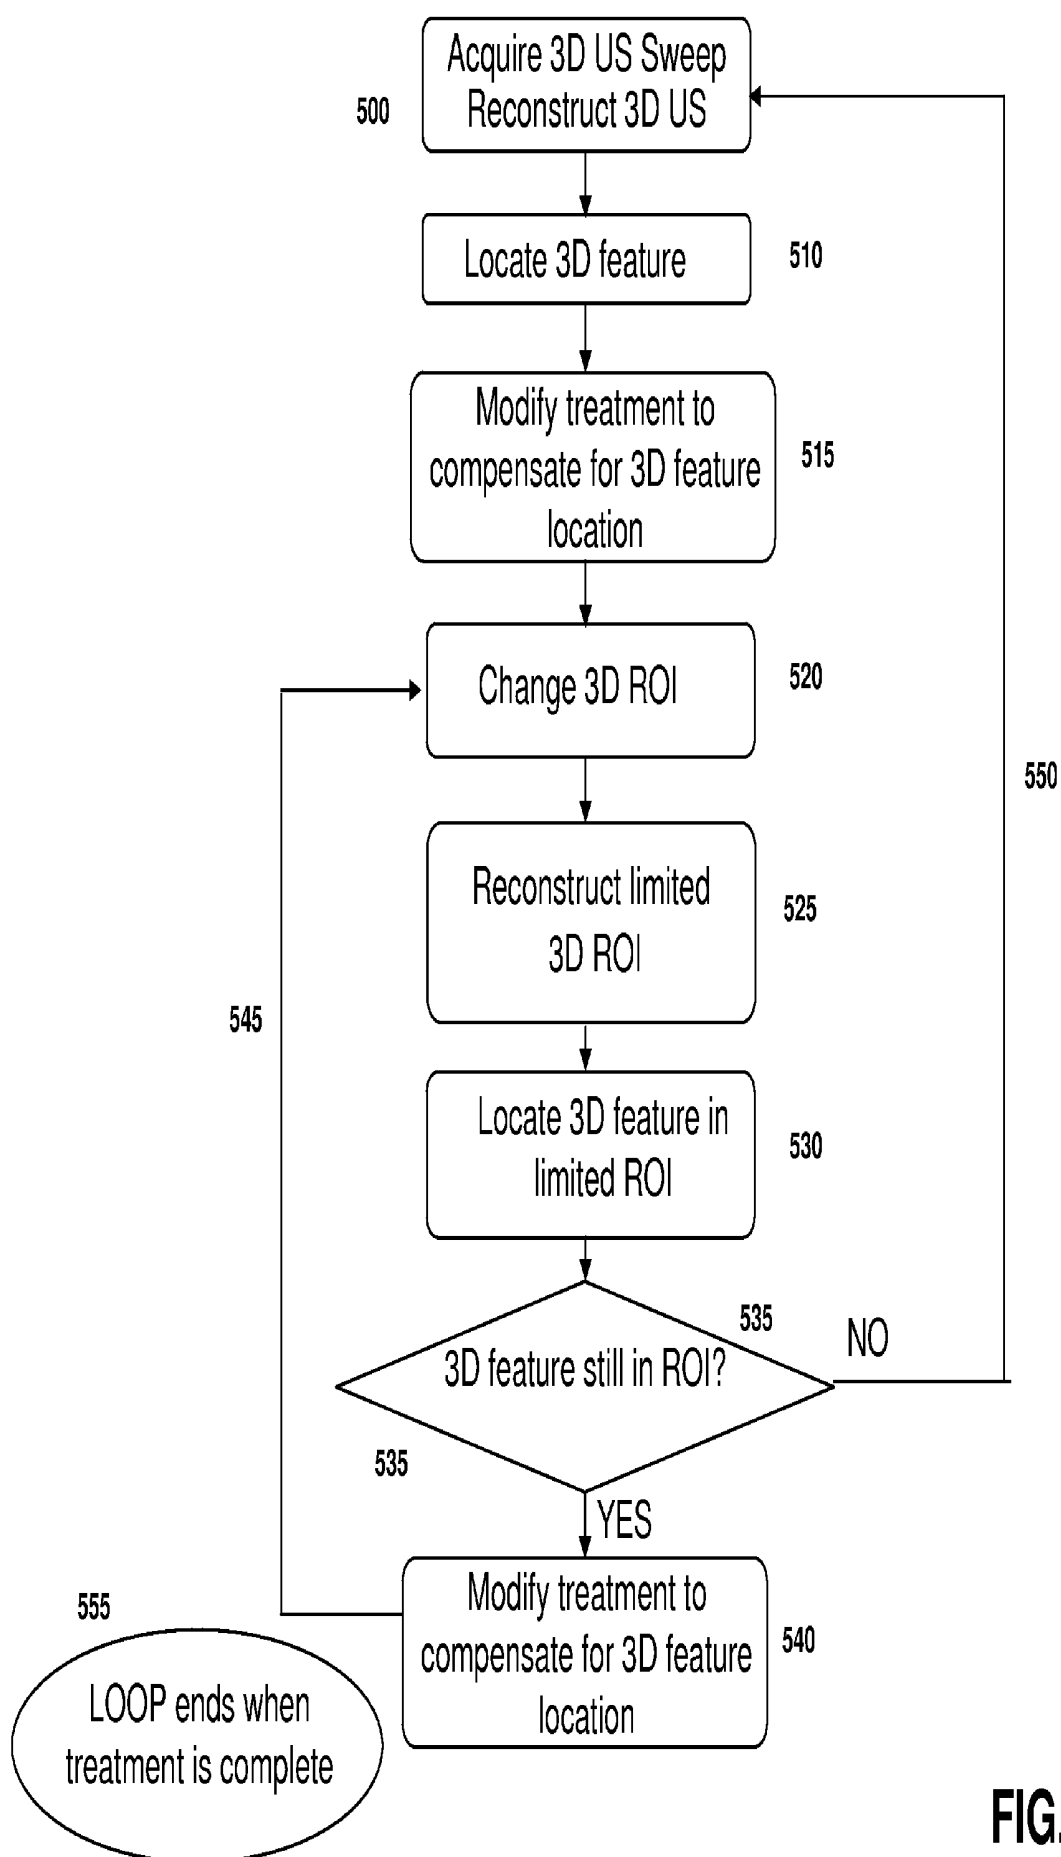 Acquire 3D US Sweep
Reconstruct 3D US
500
Locate 3D feature
510
Modify treatment to
compensate for 3D feature
location
515
Change 3D ROI
520
550
Reconstruct limited
3D ROI
525
545
Locate 3D feature in
limited ROI
530
535
NO
3D feature still in ROI?
535
YES
Modify treatment to
compensate for 3D feature
location
540
555
LOOP ends when
treatment is complete
FIG.